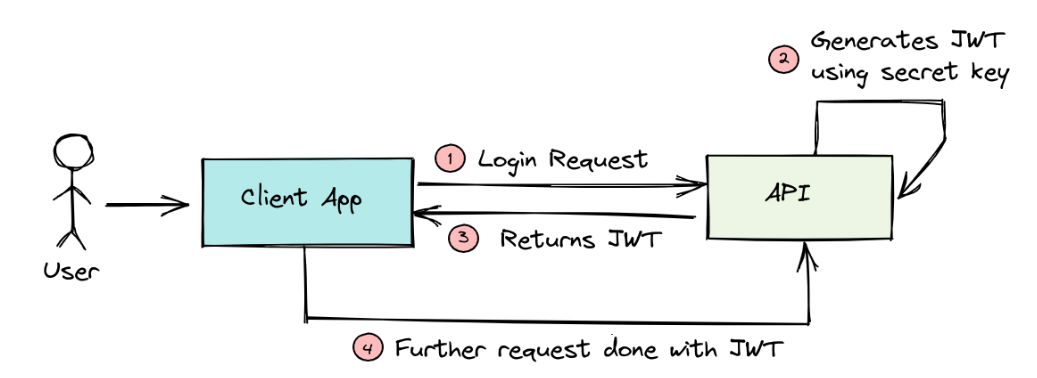 2 Generates JWT
using secret key
1 Login Request
Client App
API
3 Returns JWT
User
4 Further request done with JWT